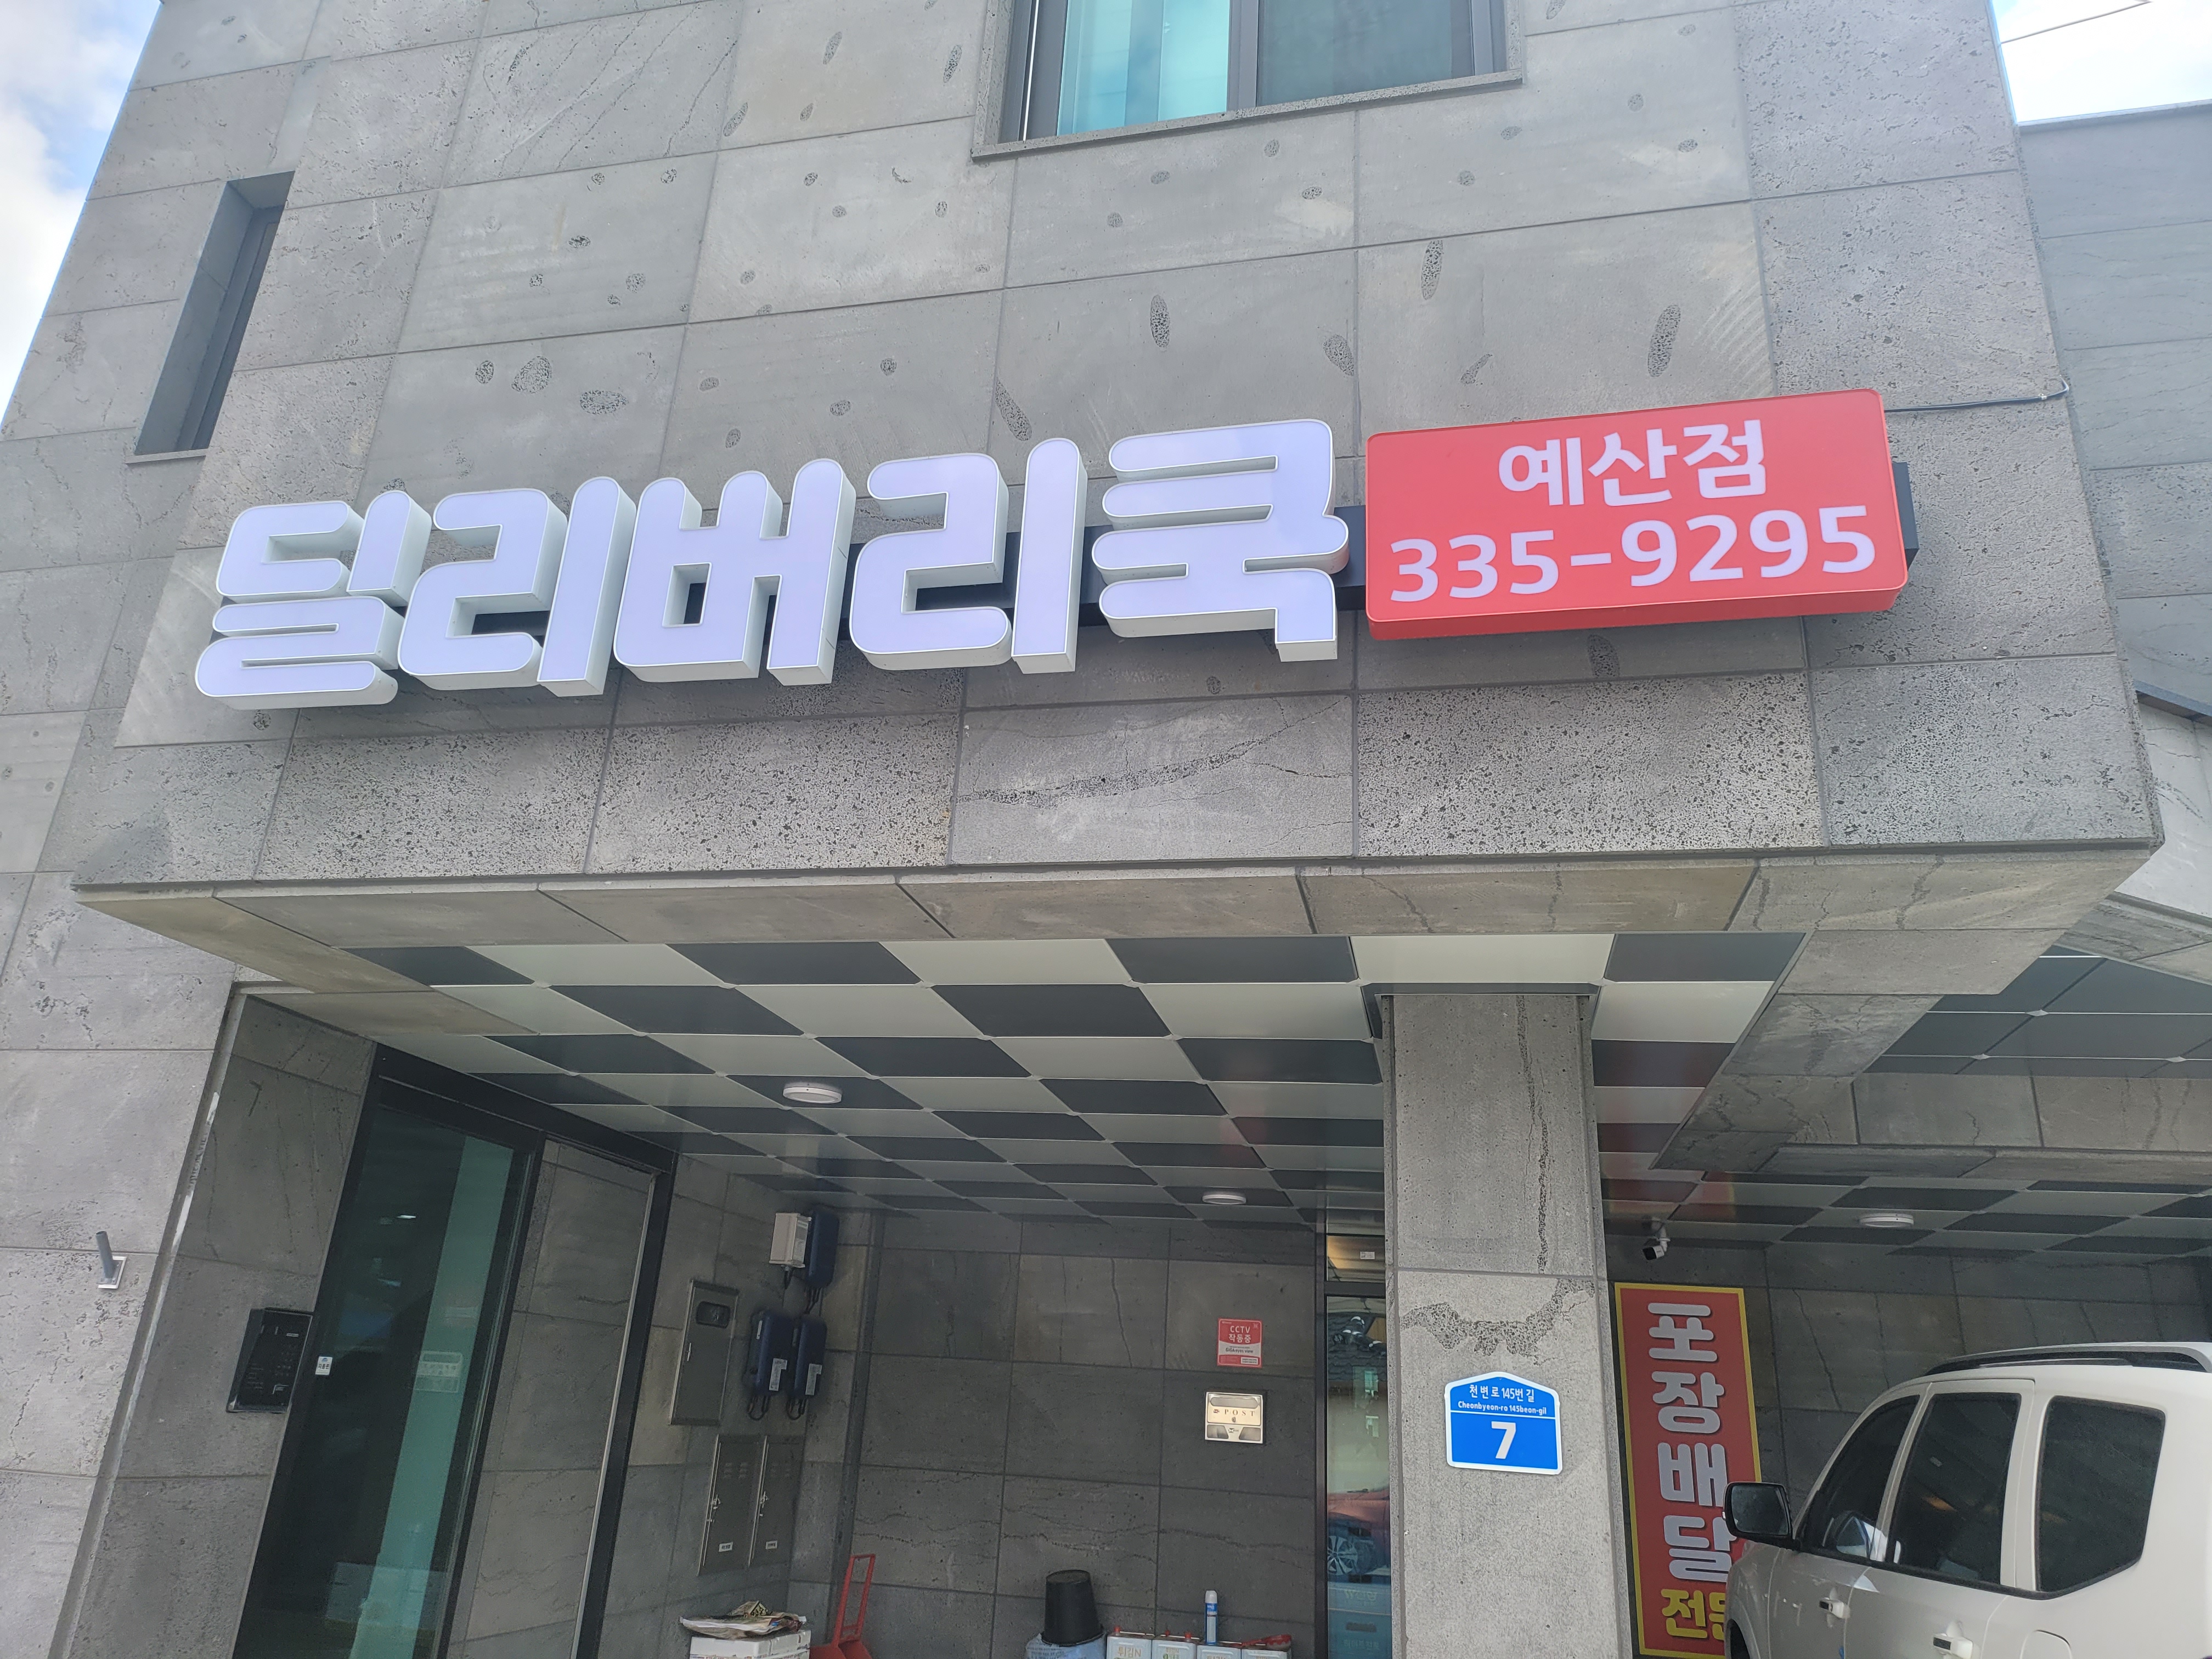 딜리버리쿡
예산점
335-9295
CCTV
작동중
POST
천변로 145번길
Cheonbyeon-ro 145beon-gil
7
포장배달